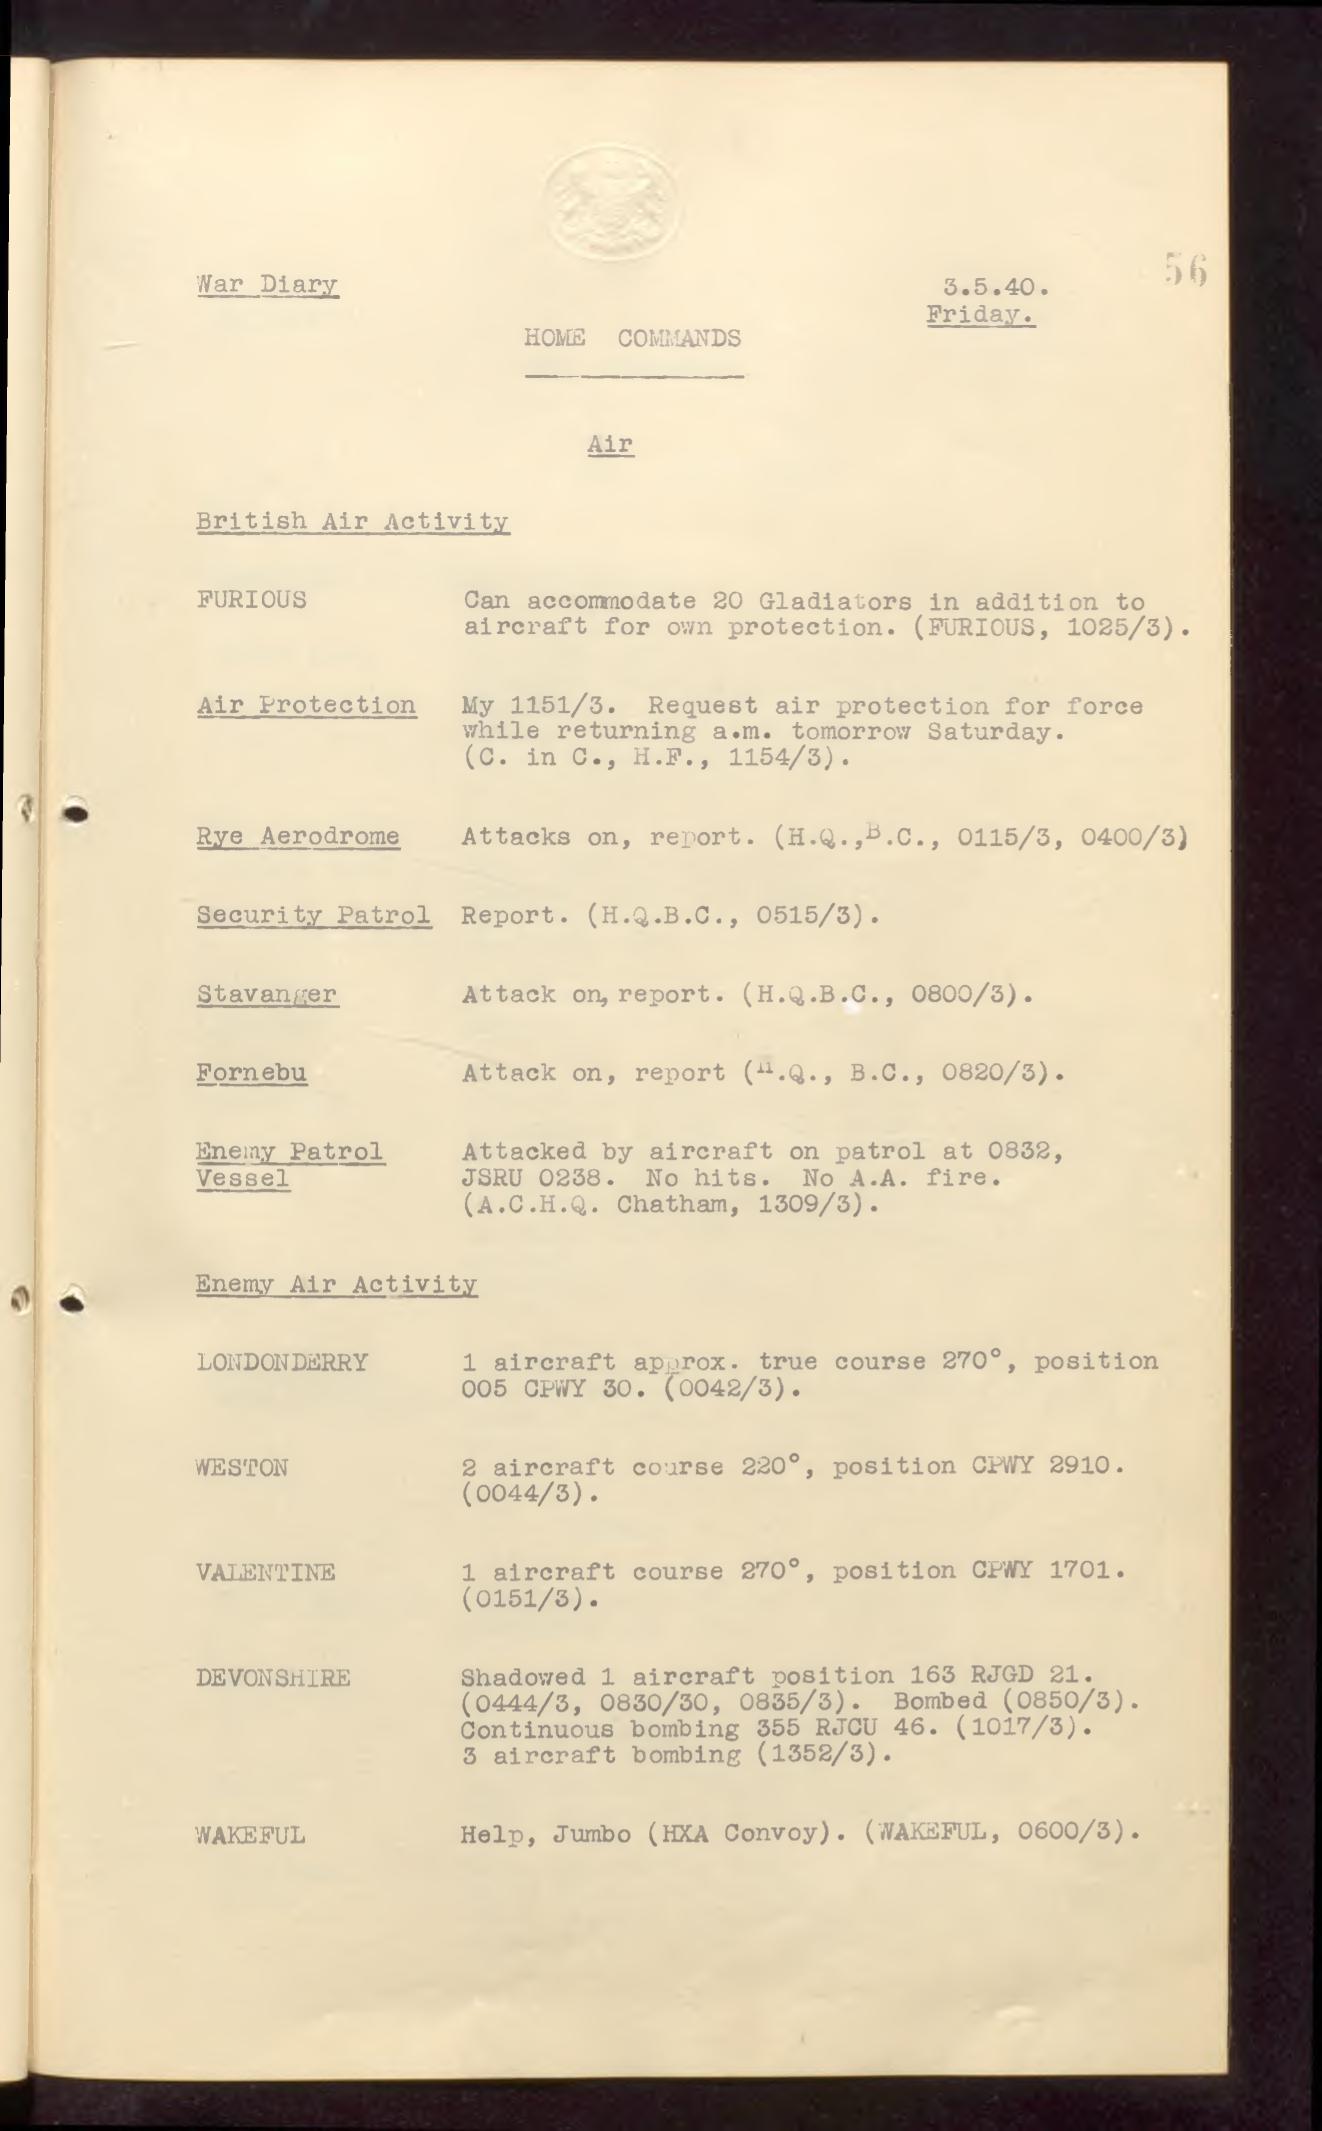 56
War Diary 3.5.40.
Friday.
HOME COMMANDS
Air
British Air Activity
FURIOUS Can accommodate 20 Gladiators in addition to
aircraft for own protection. (FURIOUS, 1025/3).
Air Protection My 1151/3. Request air protection for force
while returning a.m. tomorrow Saturday.
(C. in C., H.F., 1154/3).
Rye Aerodrome Attacks on, report. (H.Q.,B.C., 0115/3, 0400/3)
Security Patrol Report. (H.Q.B.C., 0515/3).
Stavanger Attack on, report. (H.Q.B.C., 0800/3).
Fornebu Attack on, report (H.Q., B.C., 0820/3).
Enemy Patrol Attacked by aircraft on patrol at 0832,
Vessel JSRU 0238. No hits. No A.A. fire.
(A.C.H.Q. Chatham, 1309/3).
Enemy Air Activity
LONDONDERRY 1 aircraft approx. true course 270°, position
005 CPWY 30. (0042/3).
WESTON 2 aircraft course 220°, position CPWY 2910.
(0044/3).
VALENTINE 1 aircraft course 270°, position CPWY 1701.
(0151/3).
DEVONSHIRE Shadowed 1 aircraft position 163 RJGD 21.
(0444/3, 0830/30, 0835/3). Bombed (0850/3).
Continuous bombing 355 RJCU 46. (1017/3).
3 aircraft bombing (1352/3).
WAKEFUL Help, Jumbo (HXA Convoy). (WAKEFUL, 0600/3).